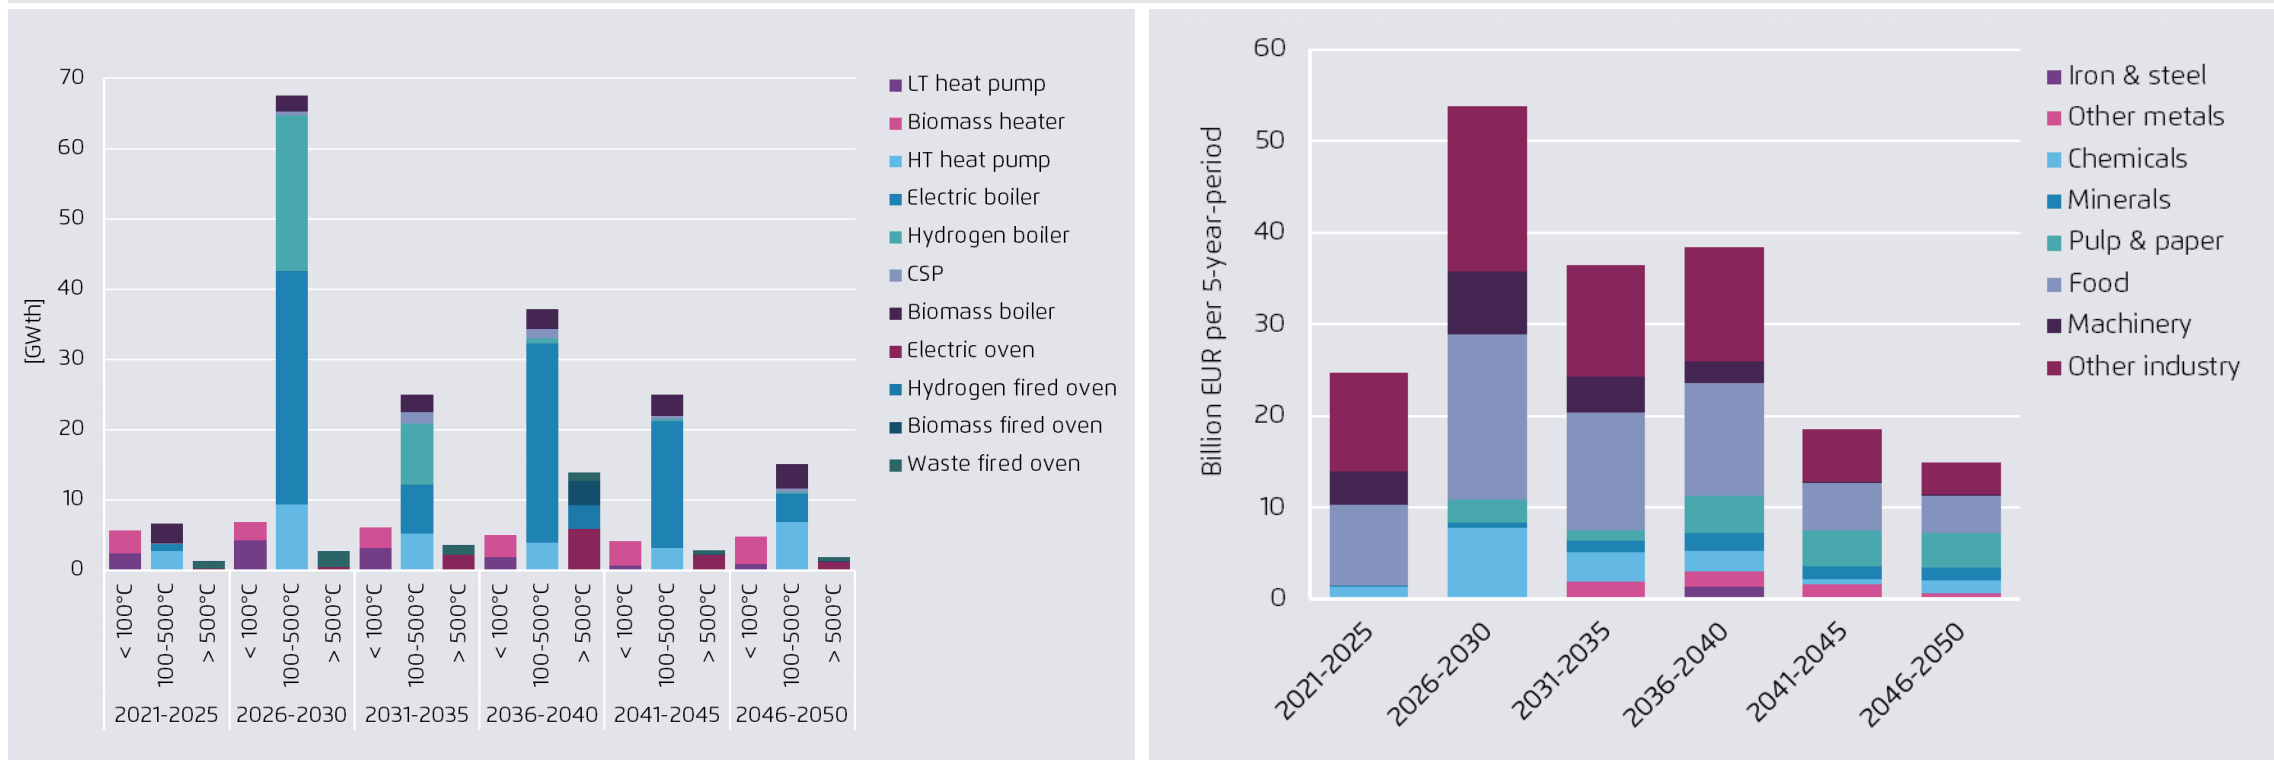 70
60
50
40
30
20
10
0
[GWth]
< 100°C
100-500°C
> 500°C
< 100°C
100-500°C
> 500°C
< 100°C
100-500°C
> 500°C
< 100°C
100-500°C
> 500°C
< 100°C
100-500°C
> 500°C
< 100°C
100-500°C
> 500°C
2021-2025
2026-2030
2031-2035
2036-2040
2041-2045
2046-2050
LT heat pump
Biomass heater
HT heat pump
Electric boiler
Hydrogen boiler
CSP
Biomass boiler
Electric oven
Hydrogen fired oven
Biomass fired oven
Waste fired oven
60
50
40
30
20
10
0
Billion EUR per 5-year-period
2021-2025
2026-2030
2031-2035
2036-2040
2041-2045
2046-2050
Iron & steel
Other metals
Chemicals
Minerals
Pulp & paper
Food
Machinery
Other industry